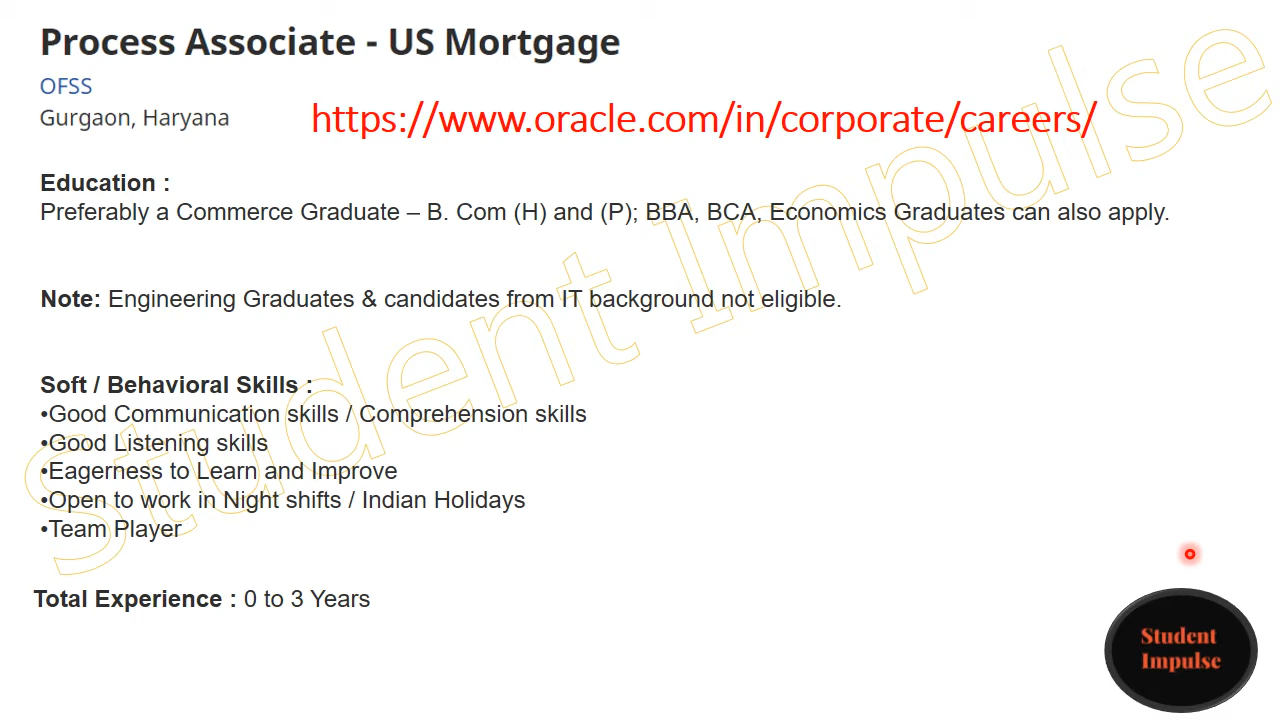 Process Associate - US Mortgage
OFSS
Gurgaon, Haryana
https://www.oracle.com/in/corporate/careers/
Education :
Preferably a Commerce Graduate – B. Com (H) and (P); BBA, BCA, Economics Graduates can also apply.
Note: Engineering Graduates & candidates from IT background not eligible.
Soft / Behavioral Skills :
•Good Communication skills / Comprehension skills
•Good Listening skills
•Eagerness to Learn and Improve
•Open to work in Night shifts / Indian Holidays
•Team Player
Total Experience : 0 to 3 Years
Student Impulse
Student
Impulse